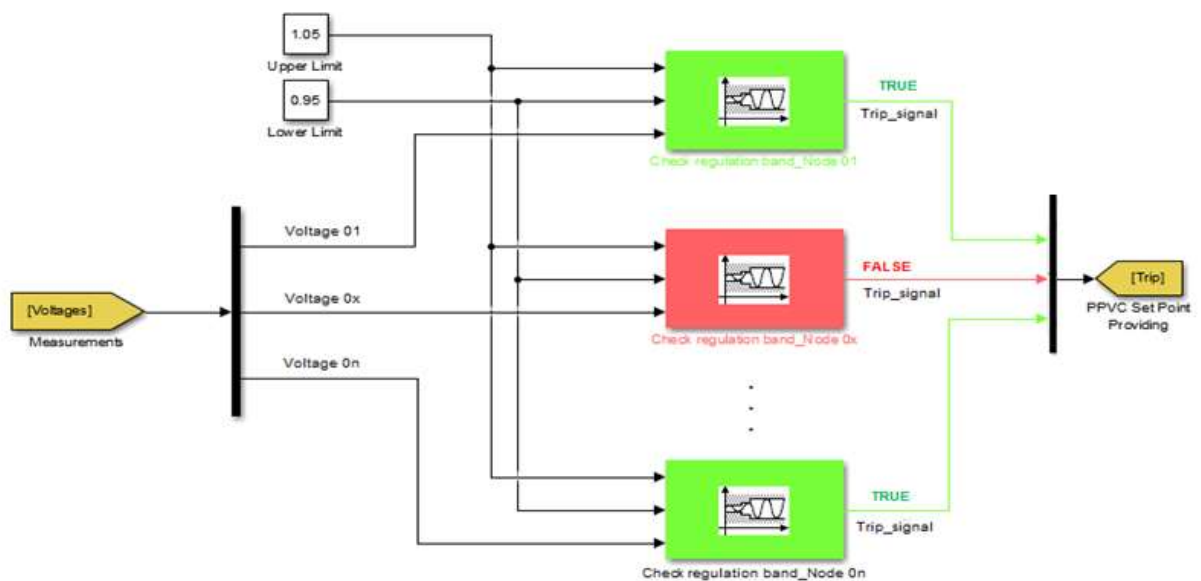 1.05
Upper Limit
0.95
Lower Limit
TRUE
Trip_signal
Check regulation band_Node 01
Voltage 01
[Voltages]
Measurements
Voltage 0x
FALSE
Trip_signal
Check regulation band_Node 0x
[Trip]
PPVC Set Point
Providing
Voltage 0n
TRUE
Trip_signal
Check regulation band_Node 0n